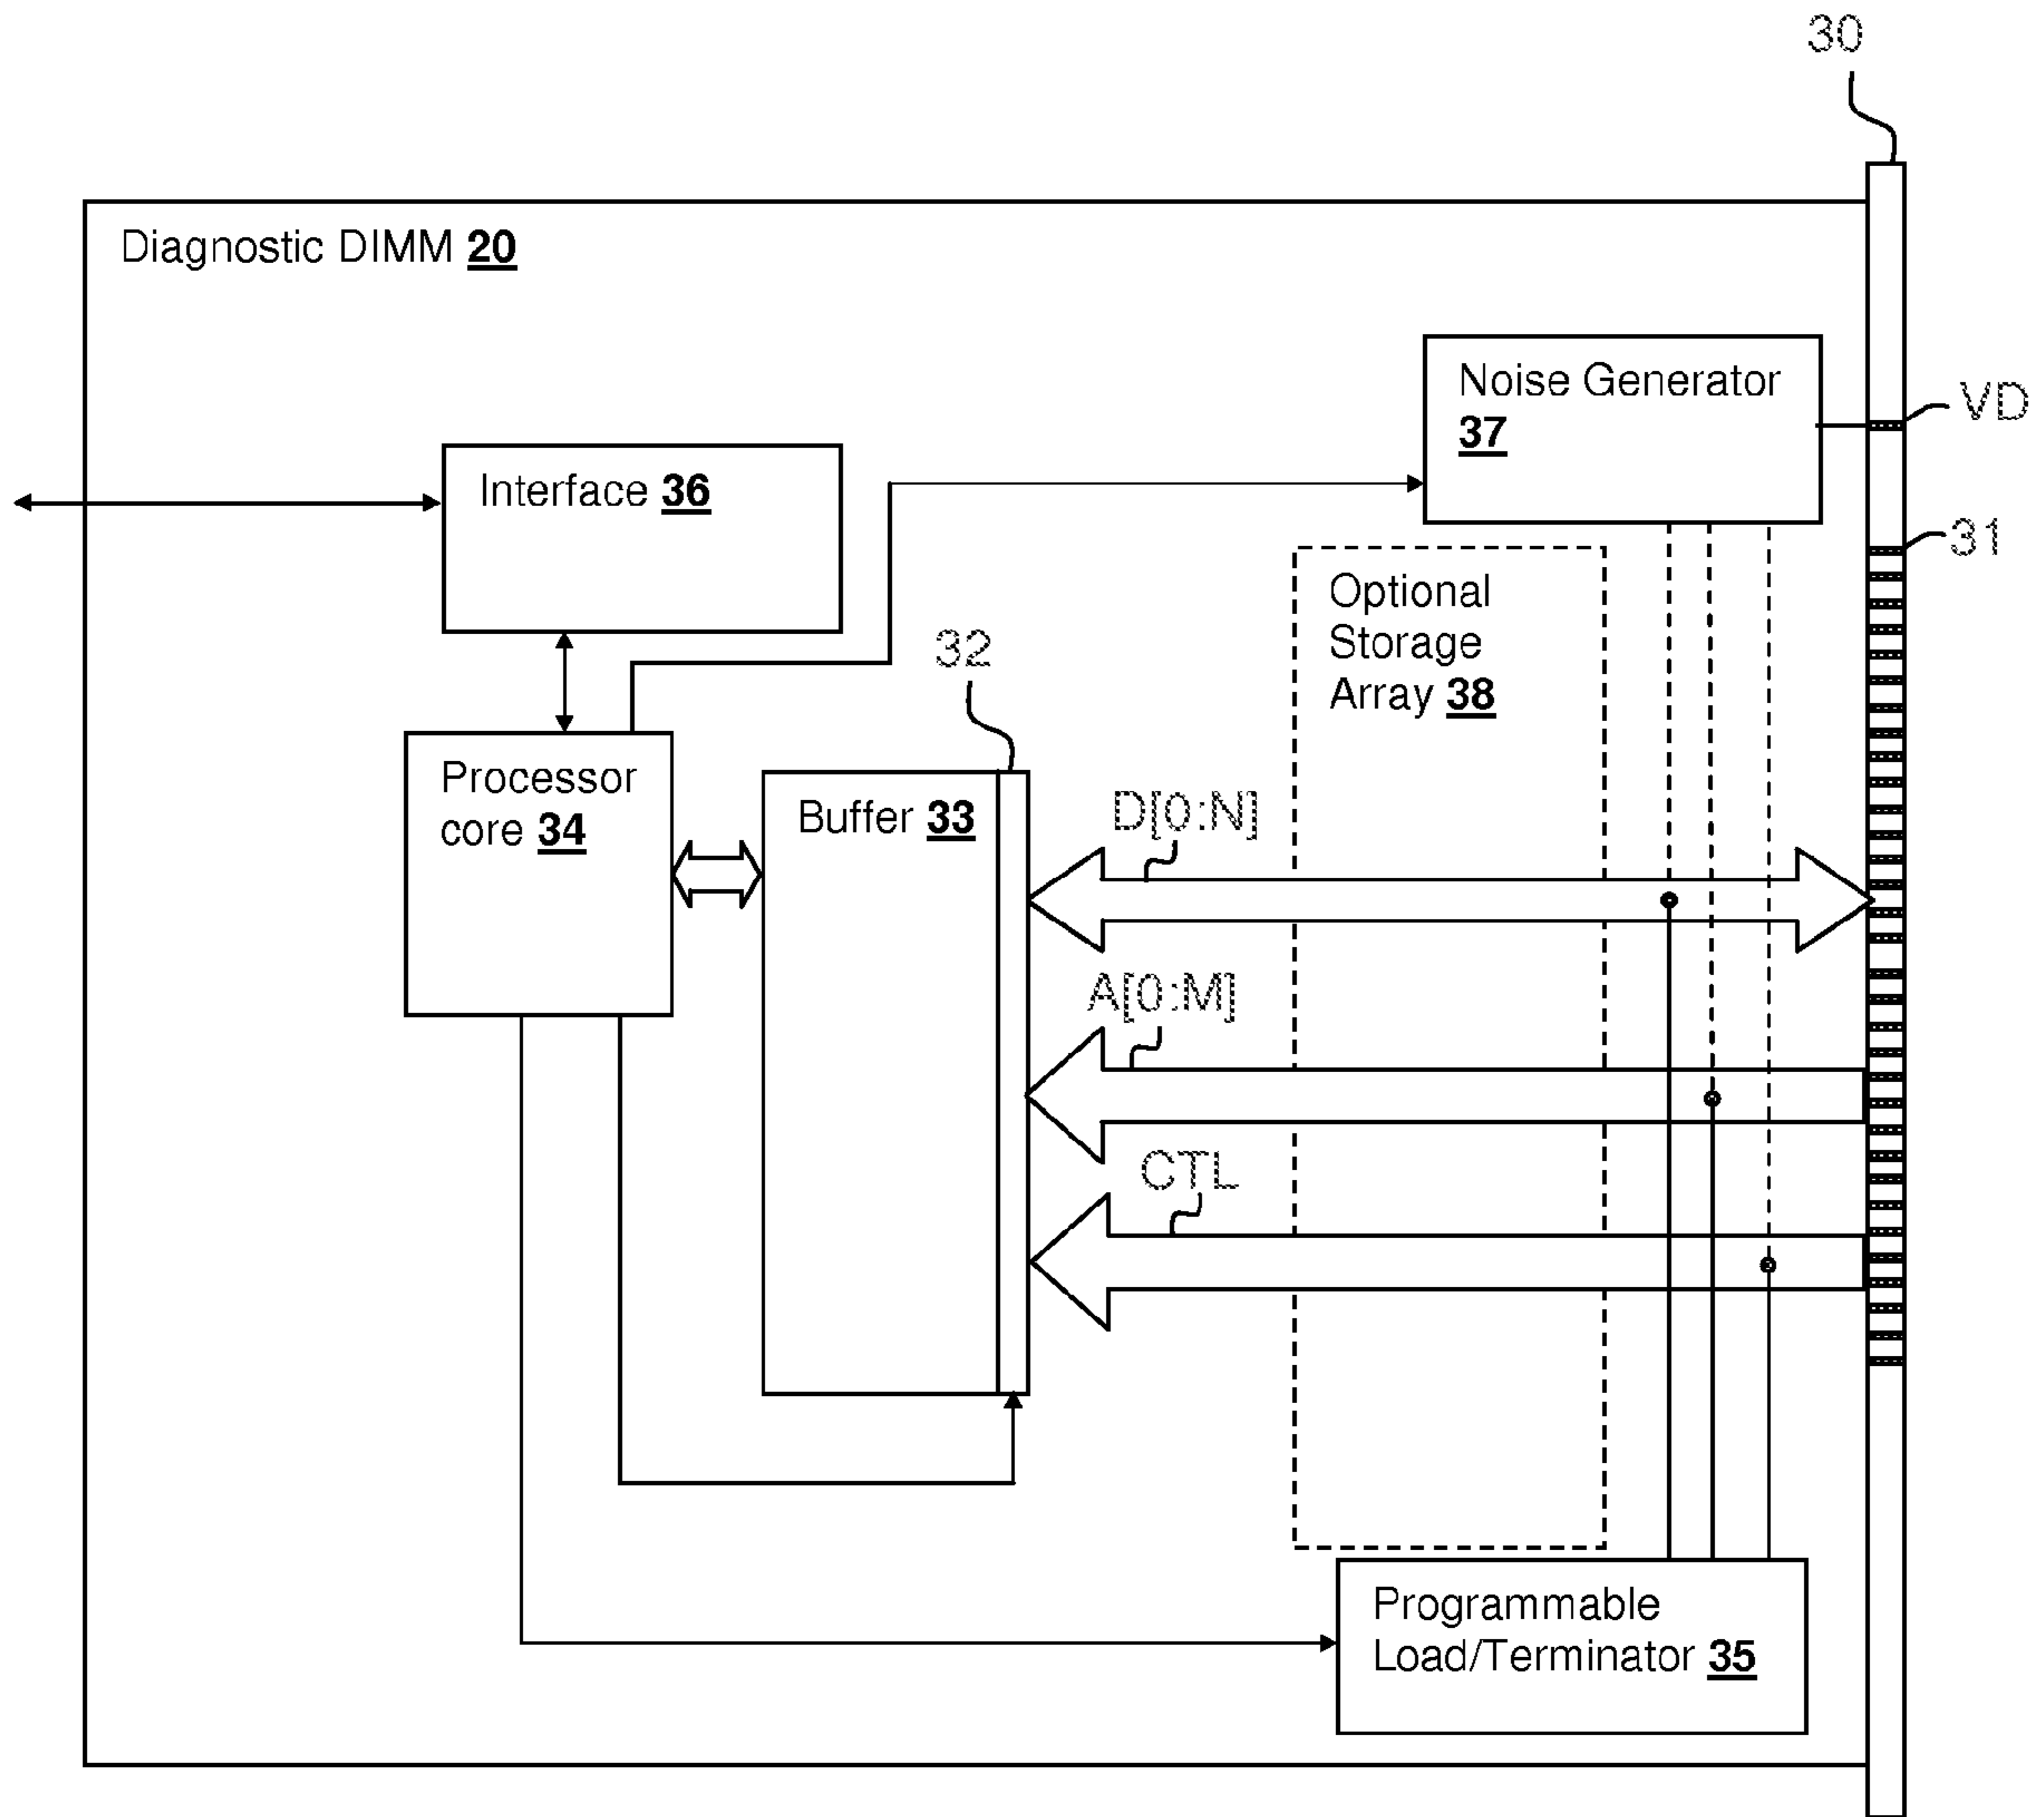 30
Diagnostic DIMM 20
Noise Generator
37
VD
Interface 36
31
Optional
Storage
Array 38
32
Processor
core 34
Buffer 33
D[0:N]
A[0:M]
CTL
Programmable
Load/Terminator 35